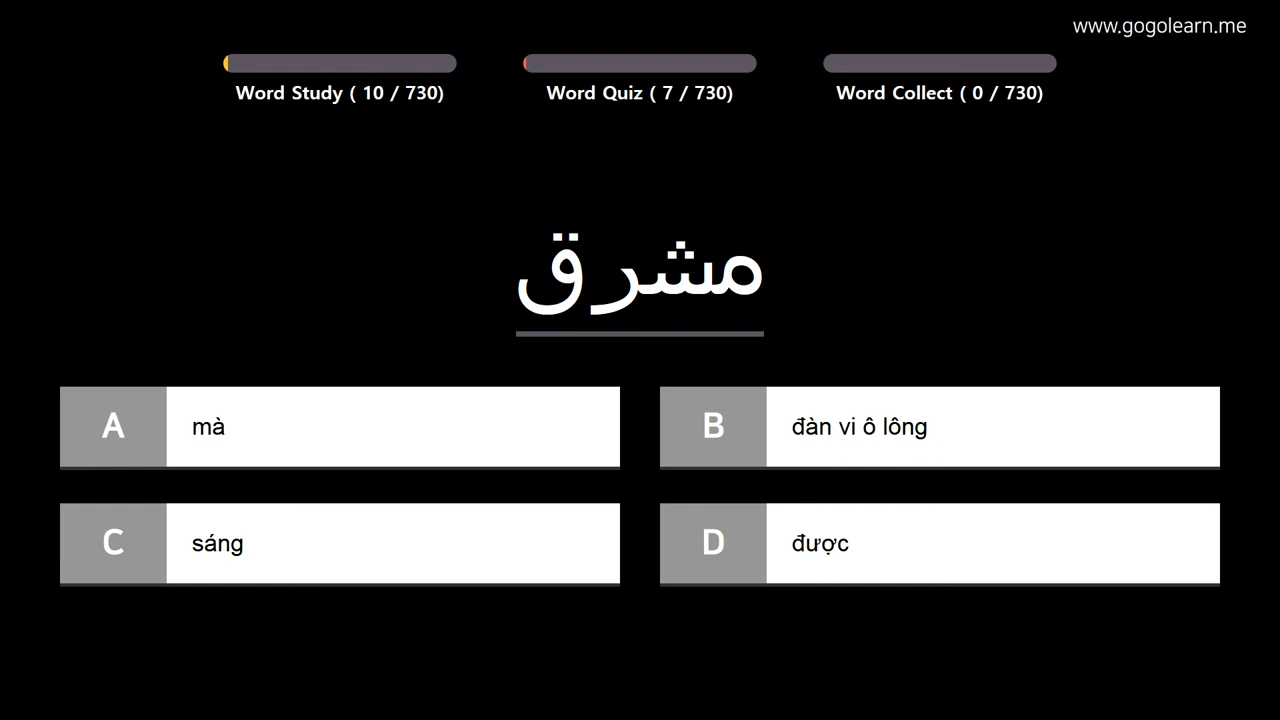 www.gogolearn.me
Word Study ( 10 / 730)
Word Quiz ( 7 / 730)
Word Collect ( 0 / 730)
مشرق
A
mà
B
đàn vi ô lông
C
sáng
D
được